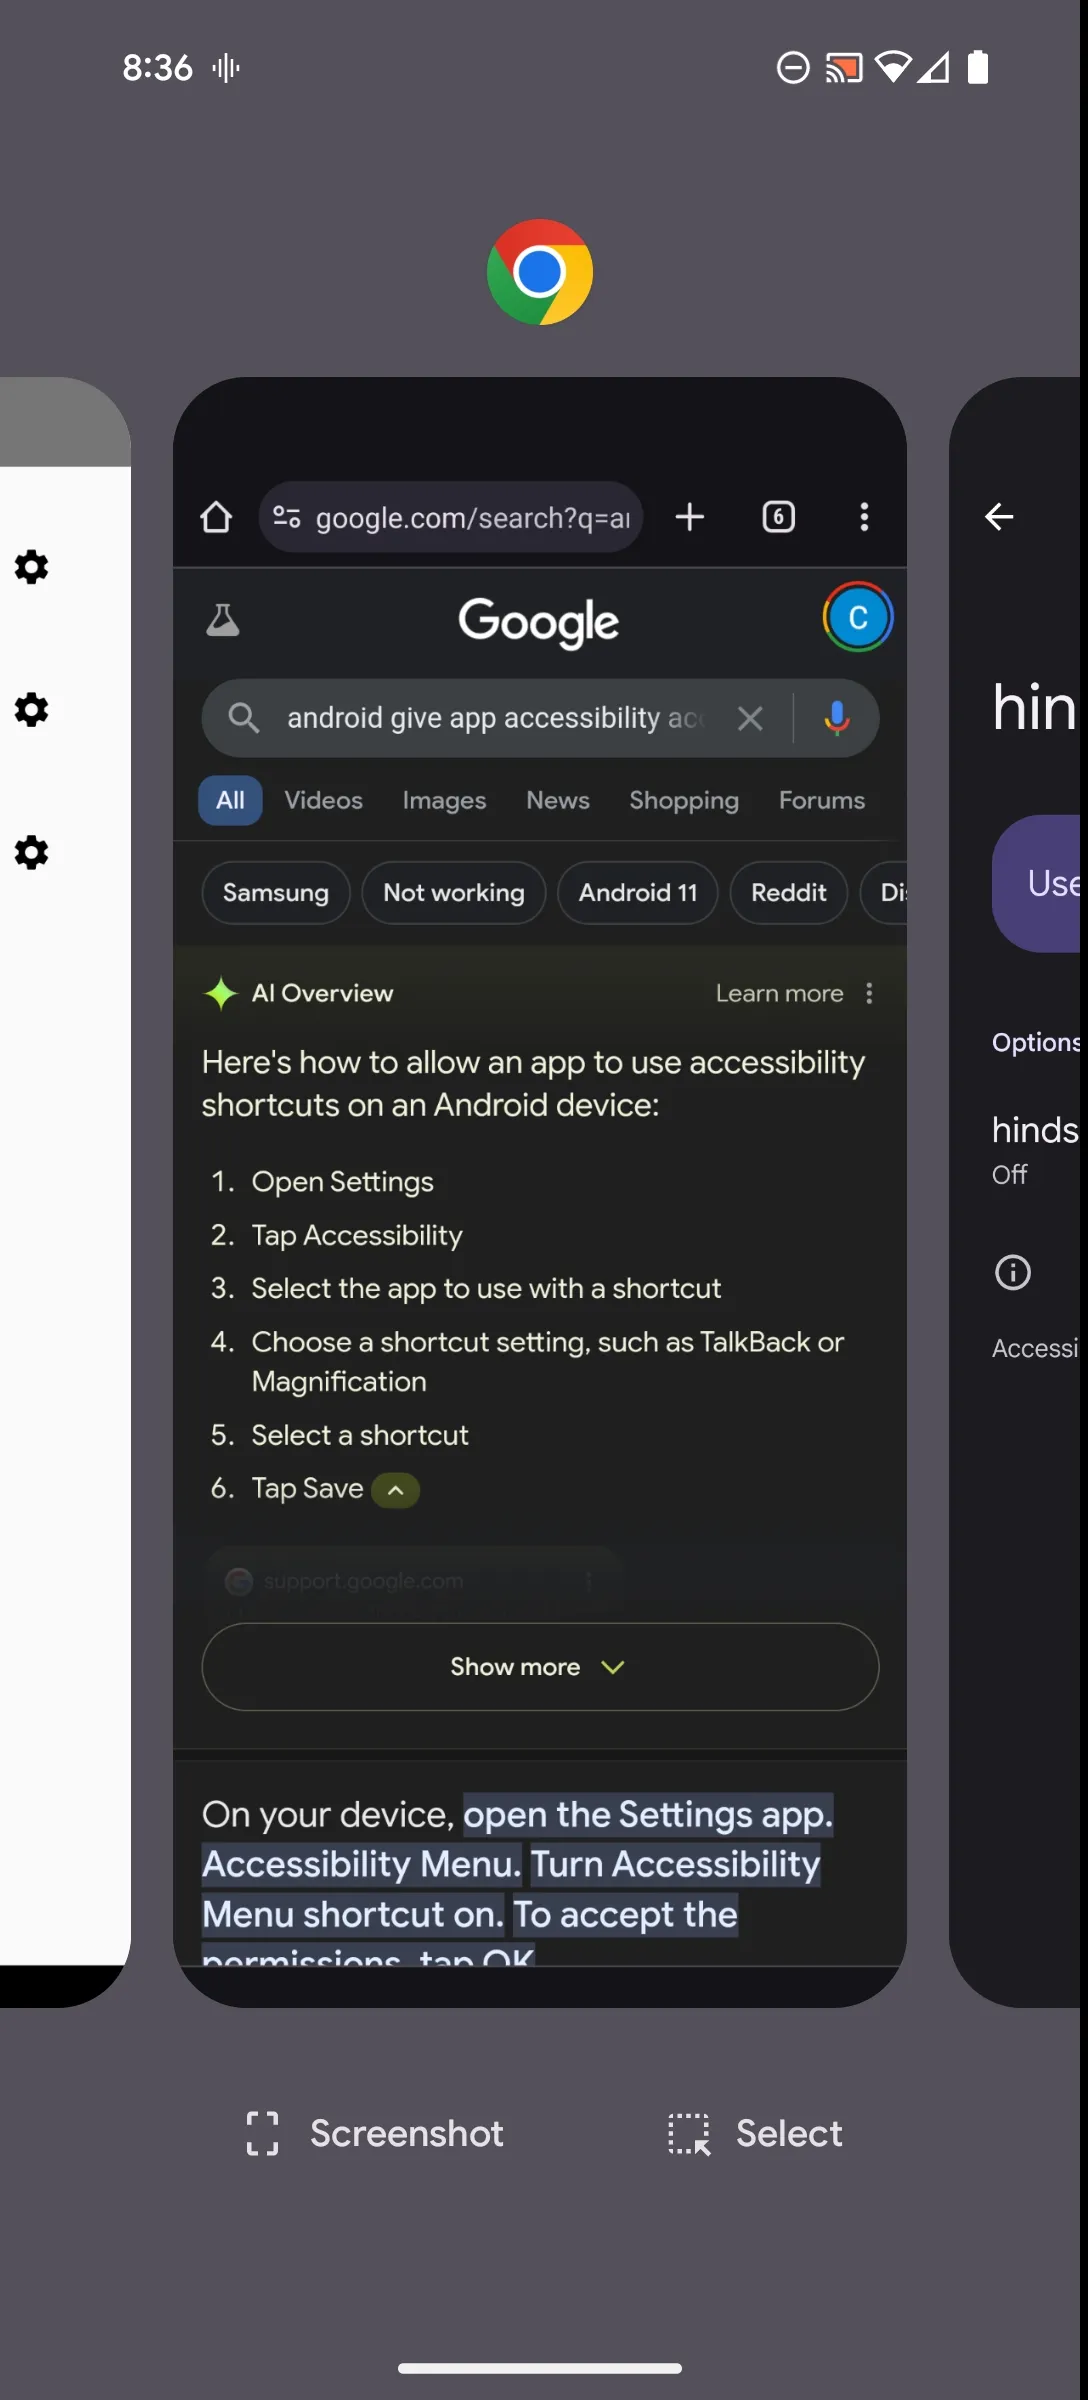 8:36
google.com/search?q=a
6
Google
C
android give app accessibility ac
All Videos Images News Shopping Forums
Samsung Not working Android 11 Reddit Di
AI Overview Learn more
Here's how to allow an app to use accessibility
shortcuts on an Android device:
1. Open Settings
2. Tap Accessibility
3. Select the app to use with a shortcut
4. Choose a shortcut setting, such as TalkBack or
Magnification
5. Select a shortcut
6. Tap Save
support.google.com
Show more
On your device, open the Settings app.
Accessibility Menu. Turn Accessibility
Menu shortcut on. To accept the
permissions, tap OK
hin
Use
Options
hinds
Off
Accessi
Screenshot
Select